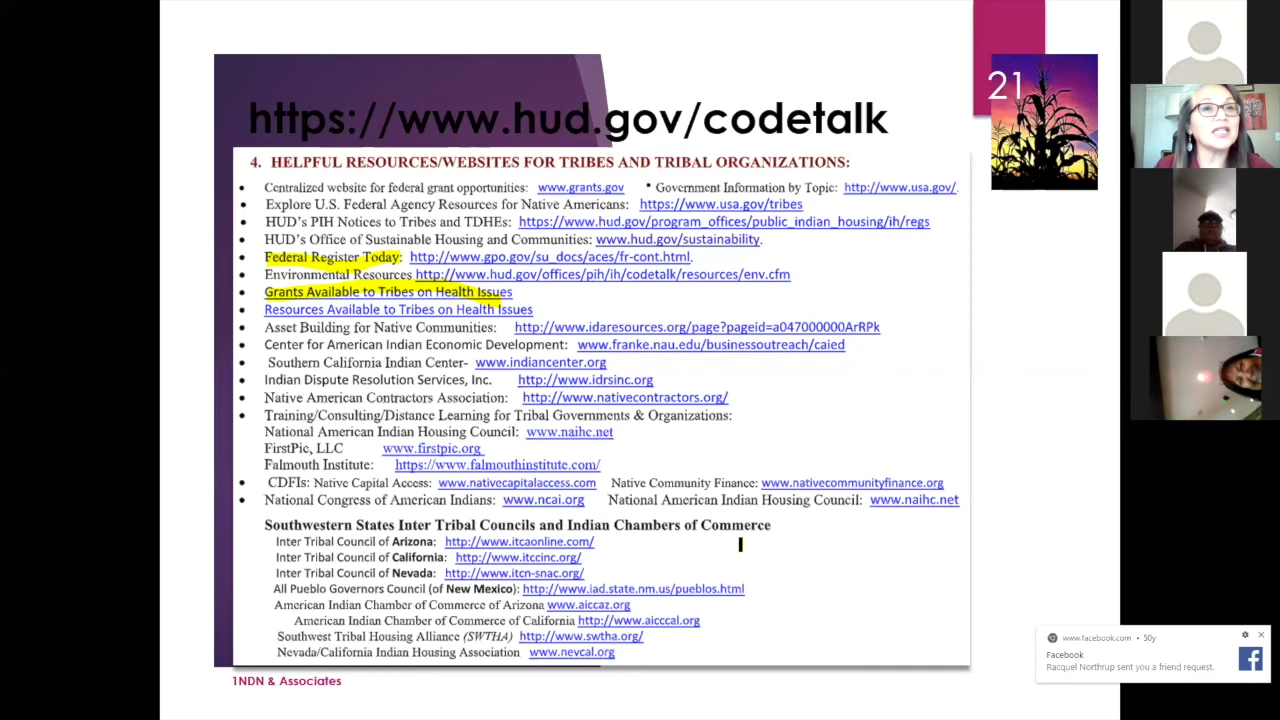 21
https://www.hud.gov/codetalk
4. HELPFUL RESOURCES/WEBSITES FOR TRIBES AND TRIBAL ORGANIZATIONS:
• Centralized website for federal grant opportunities: www.grants.gov • Government Information by Topic: http://www.usa.gov/.
• Explore U.S. Federal Agency Resources for Native Americans: https://www.usa.gov/tribes
• HUD's PIH Notices to Tribes and TDHEs: https://www.hud.gov/program_offices/public_indian_housing/ih/regs
• HUD's Office of Sustainable Housing and Communities: www.hud.gov/sustainability.
• Federal Register Today: http://www.gpo.gov/su_docs/aces/fr-cont.html.
• Environmental Resources http://www.hud.gov/offices/pih/ih/codetalk/resources/env.cfm
• Grants Available to Tribes on Health Issues
• Resources Available to Tribes on Health Issues
• Asset Building for Native Communities: http://www.idaresources.org/page?pageid=a047000000ArRPk
• Center for American Indian Economic Development: www.franke.nau.edu/businessoutreach/caied
• Southern California Indian Center- www.indiancenter.org
• Indian Dispute Resolution Services, Inc. http://www.idrsinc.org
• Native American Contractors Association: http://www.nativecontractors.org/
• Training/Consulting/Distance Learning for Tribal Governments & Organizations:
National American Indian Housing Council: www.naihc.net
FirstPic, LLC www.firstpic.org
Falmouth Institute: https://www.falmouthinstitute.com/
• CDFIs: Native Capital Access: www.nativecapitalaccess.com Native Community Finance: www.nativecommunityfinance.org
• National Congress of American Indians: www.ncai.org National American Indian Housing Council: www.naihc.net
Southwestern States Inter Tribal Councils and Indian Chambers of Commerce
Inter Tribal Council of Arizona: http://www.itcaonline.com/
Inter Tribal Council of California: http://www.itccinc.org/
Inter Tribal Council of Nevada: http://www.itcn-snac.org/
All Pueblo Governors Council (of New Mexico): http://www.iad.state.nm.us/pueblos.html
American Indian Chamber of Commerce of Arizona www.aiccaz.org
American Indian Chamber of Commerce of California http://www.aicccal.org
Southwest Tribal Housing Alliance (SWTHA) http://www.swtha.org/
Nevada/California Indian Housing Association www.nevcal.org
1NDN & Associates
www.facebook.com • 50y
Facebook
Racquel Northrup sent you a friend request.